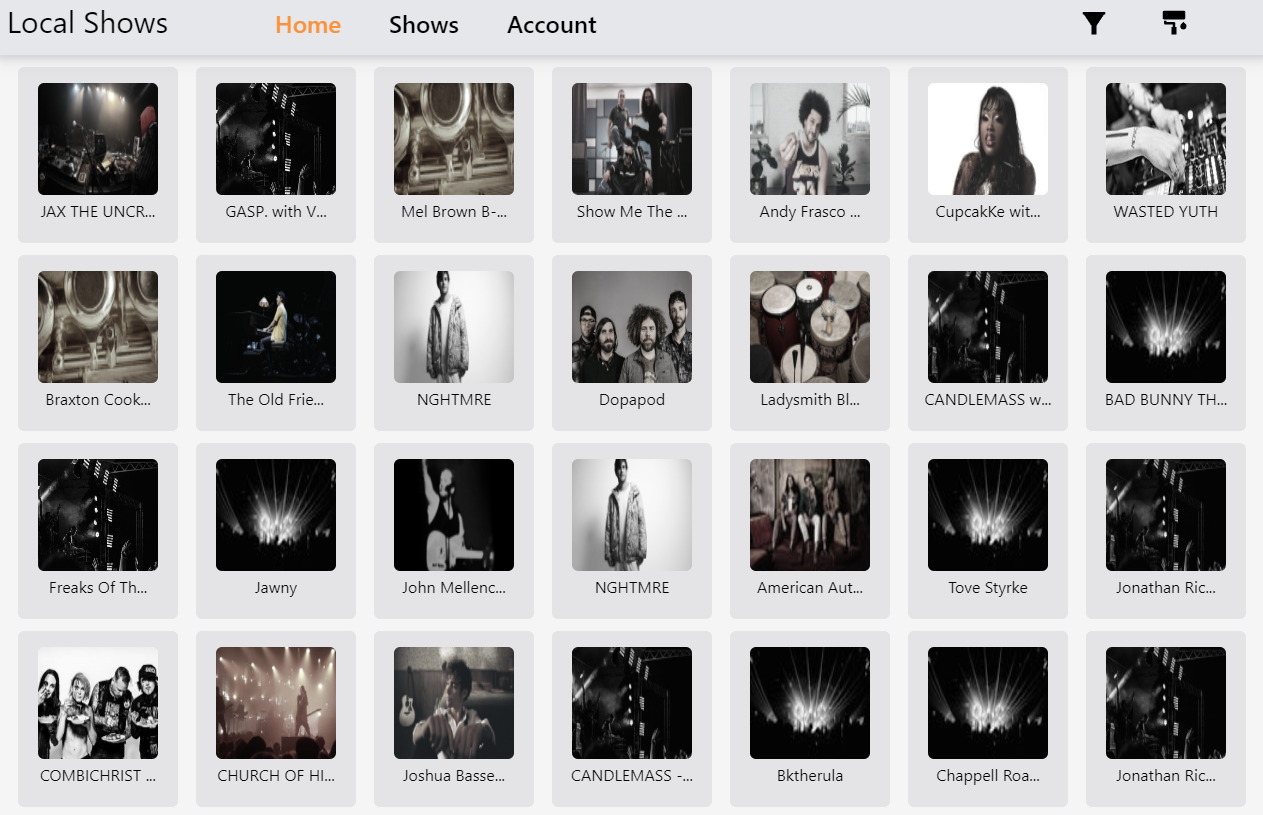 Local Shows
Home
Shows
Account
JAX THE UNCR...
GASP. with V...
Mel Brown B-...
Show Me The ...
Andy Frasco ...
CupcakKe wit...
WASTED YUTH
Braxton Cook...
The Old Frie...
NGHTMRE
Dopapod
Ladysmith Bl...
CANDLEMASS w...
BAD BUNNY TH...
Freaks Of Th...
Jawny
John Mellenc...
NGHTMRE
American Aut...
Tove Styrke
Jonathan Ric...
COMBICHRIST ...
CHURCH OF HI...
Joshua Basse...
CANDLEMASS -...
Bktherula
Chappell Roa...
Jonathan Ric...